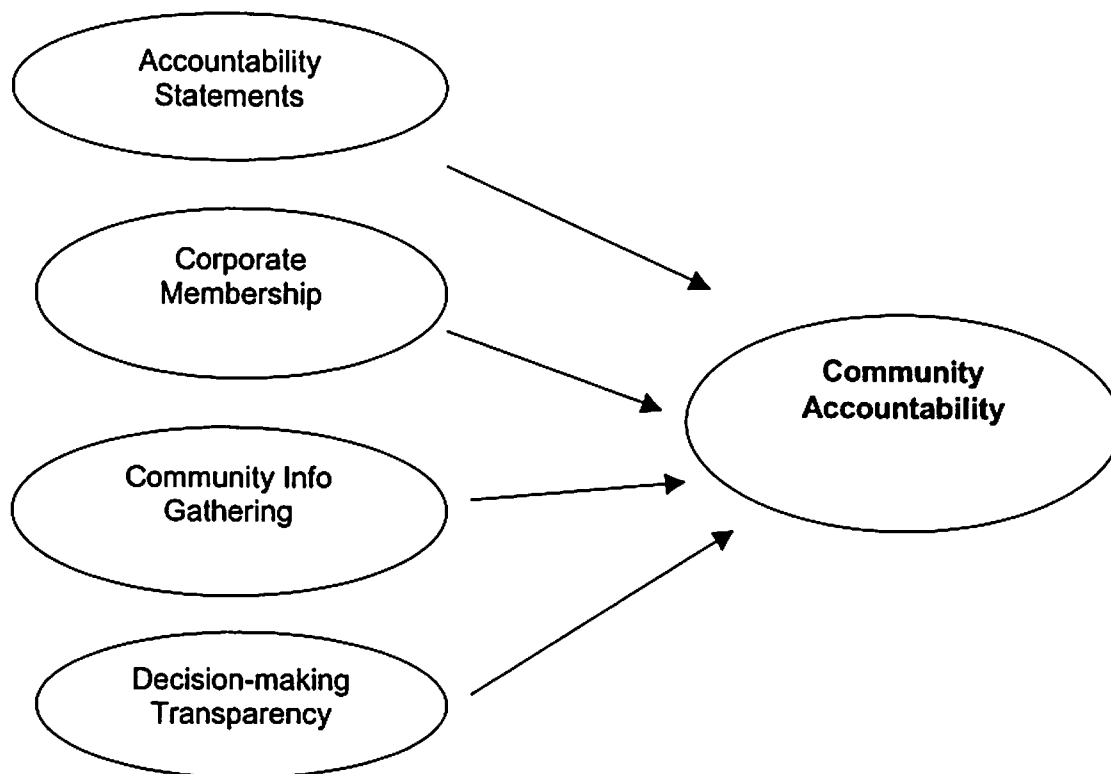 Accountability
Statements
Corporate
Membership
Community
Accountability
Community Info
Gathering
Decision-making
Transparency